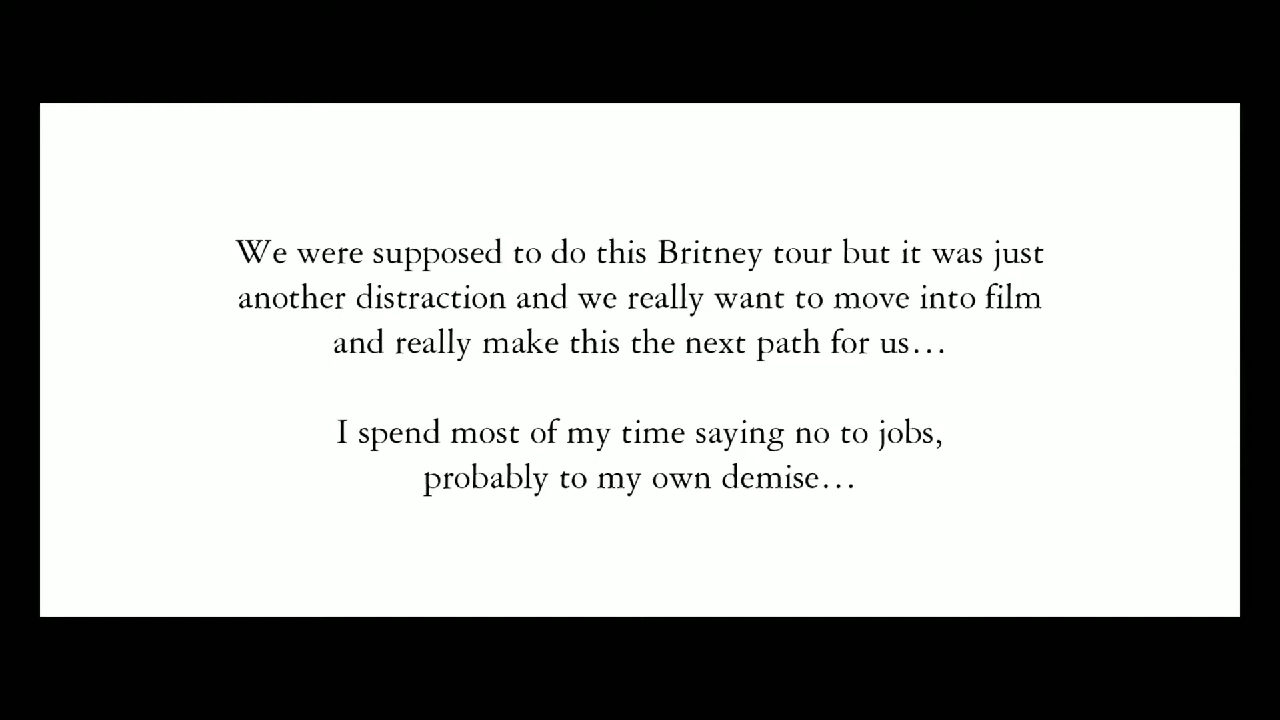 We were supposed to do this Britney tour but it was just
another distraction and we really want to move into film
and really make this the next path for us…
I spend most of my time saying no to jobs,
probably to my own demise…